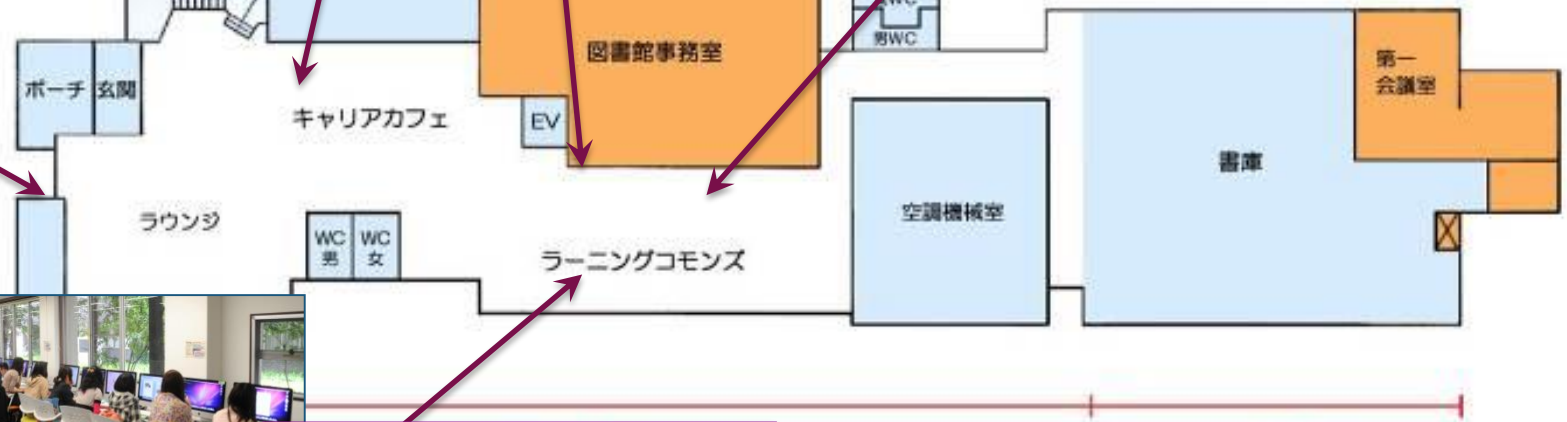 男WC
図書館事務室
第一
会議室
ポーチ
玄関
キャリアカフェ
EV
書庫
ラウンジ
空調機械室
WC
男
WC
女
ラーニングコモンズ